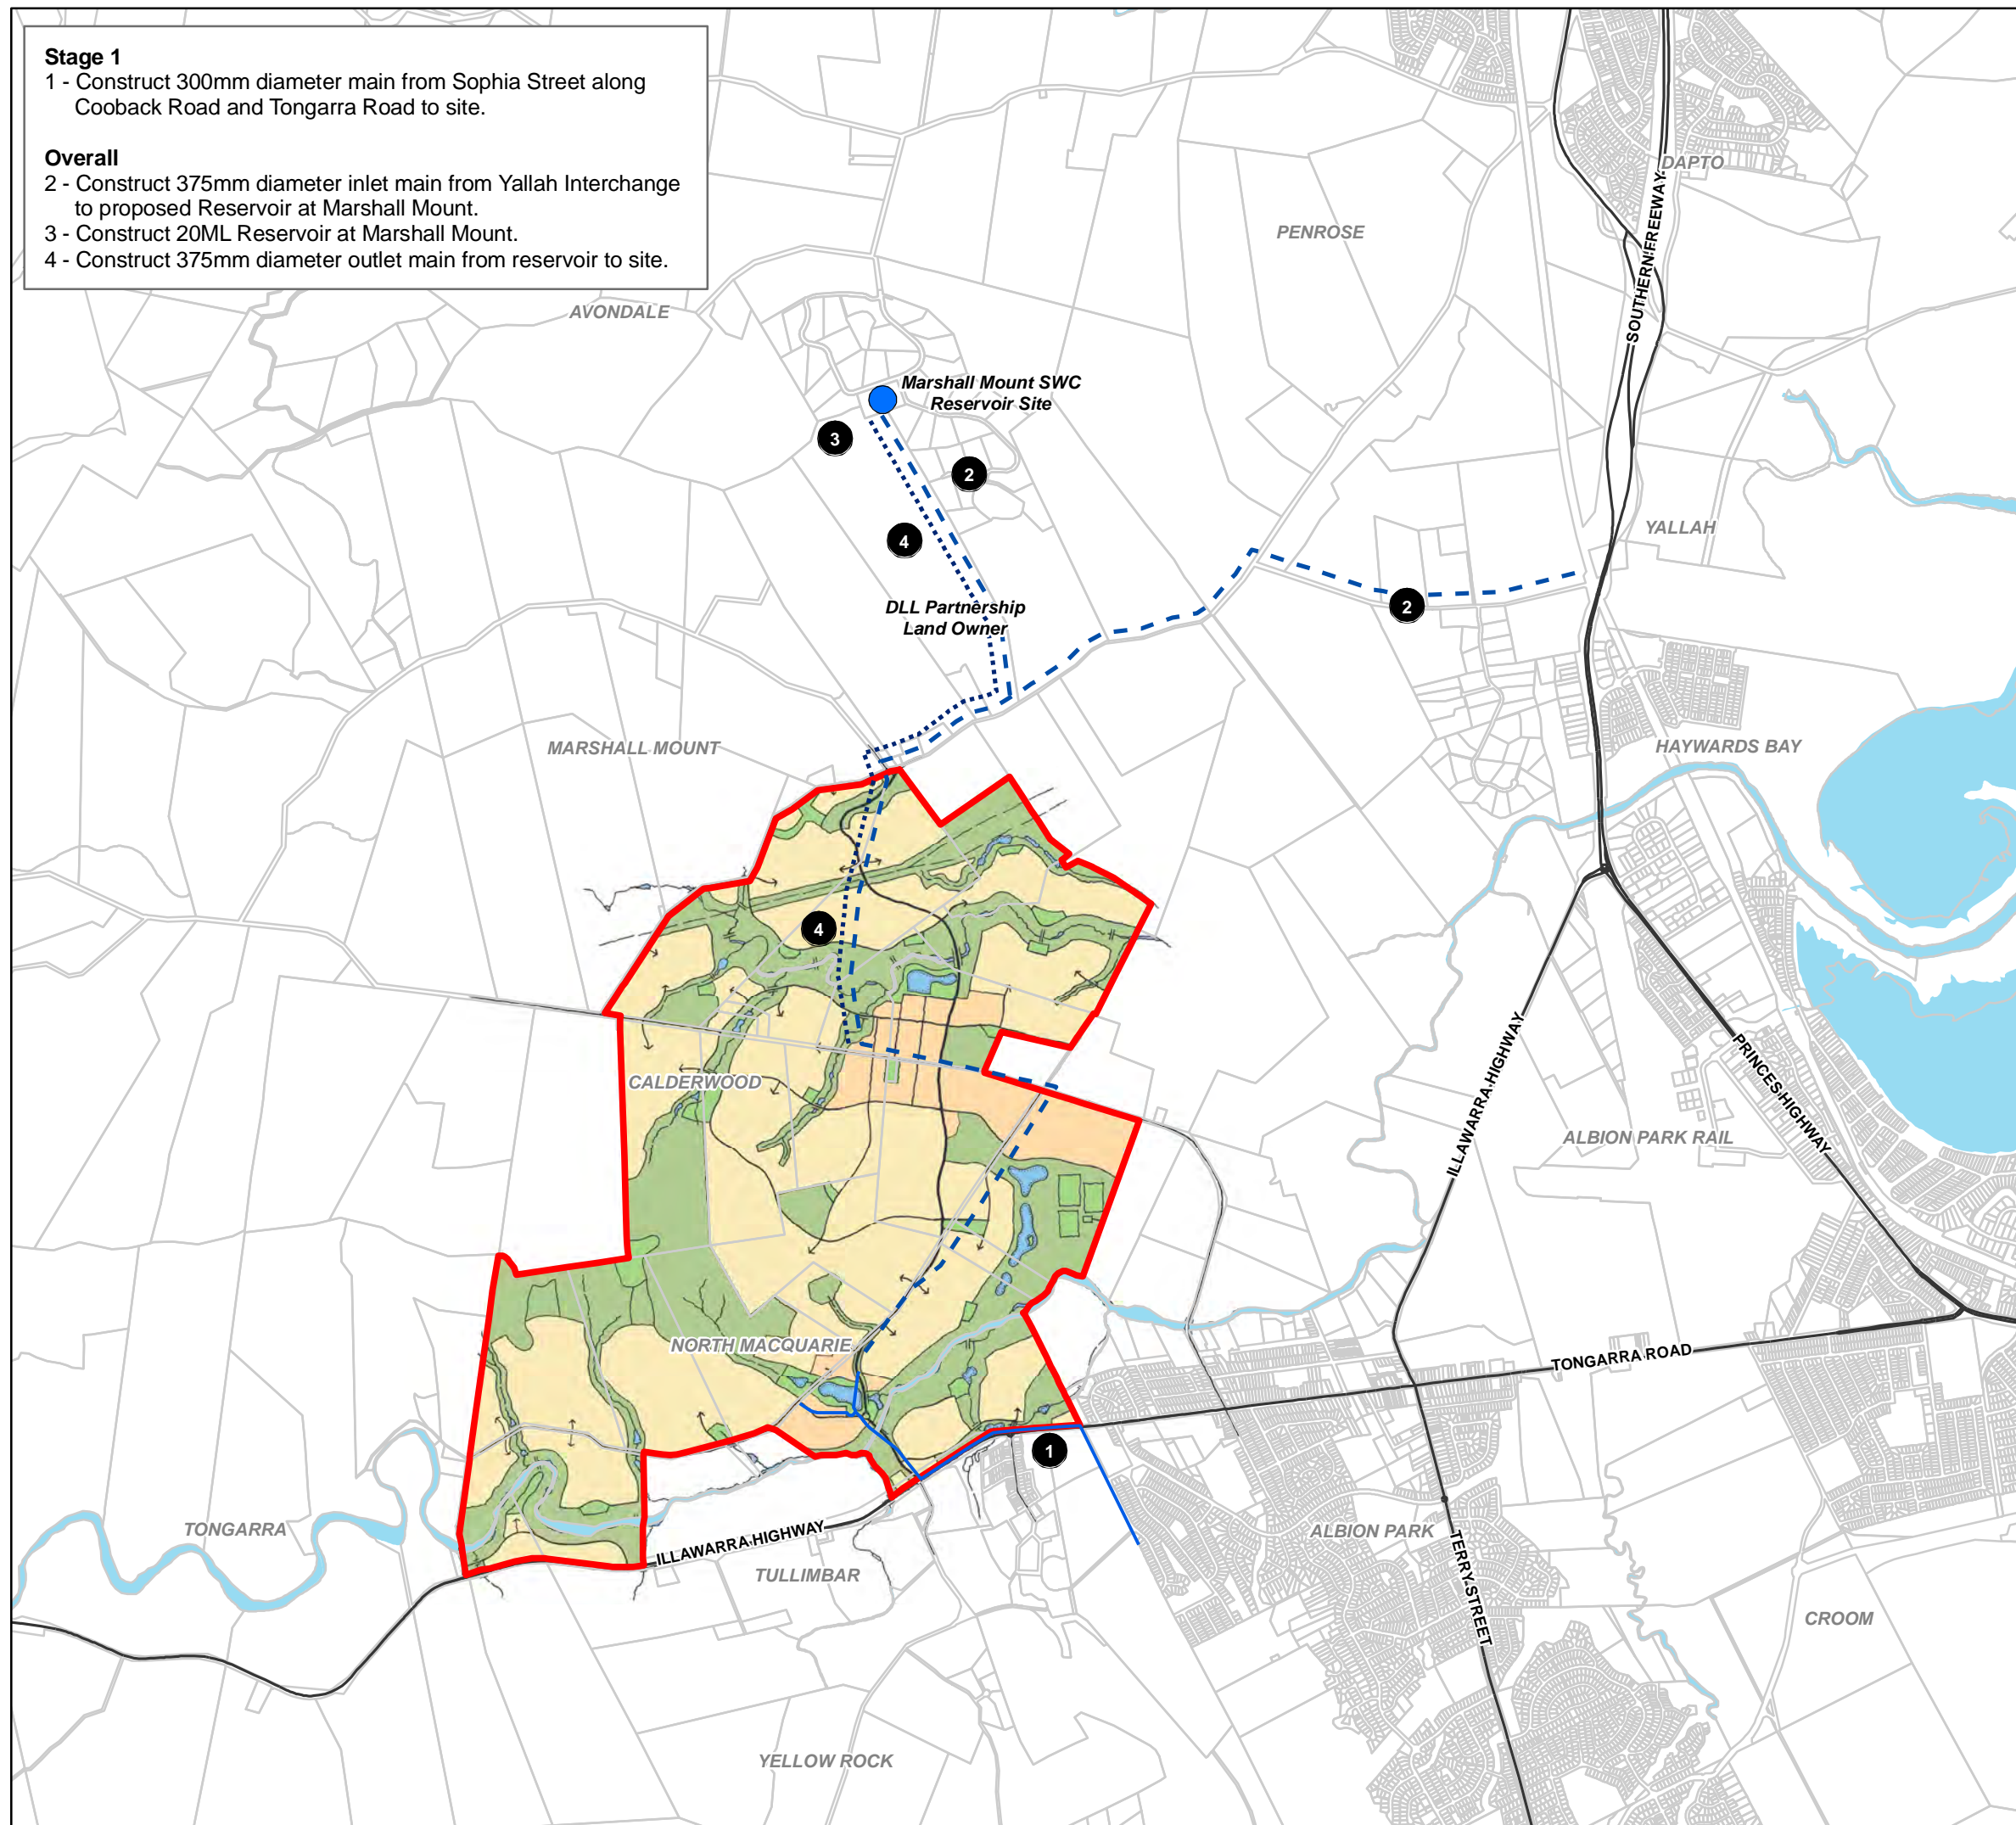 Stage 1
1 - Construct 300mm diameter main from Sophia Street along
Cooback Road and Tongarra Road to site.
Overall
2 - Construct 375mm diameter inlet main from Yallah Interchange
to proposed Reservoir at Marshall Mount.
3 - Construct 20ML Reservoir at Marshall Mount.
4 - Construct 375mm diameter outlet main from reservoir to site.
DAPTO
PENROSE
SOUTHERN FREEWAY
AVONDALE
Marshall Mount SWC
Reservoir Site
3
2
YALLAH
4
2
DLL Partnership
Land Owner
MARSHALL MOUNT
HAYWARDS BAY
4
CALDERWOOD
ILLAWARRA HIGHWAY
PRINCES HIGHWAY
ALBION PARK RAIL
NORTH MACQUARIE
TONGARRA ROAD
1
TONGARRA
ILLAWARRA HIGHWAY
ALBION PARK
TERRY STREET
TULLIMBAR
CROOM
YELLOW ROCK